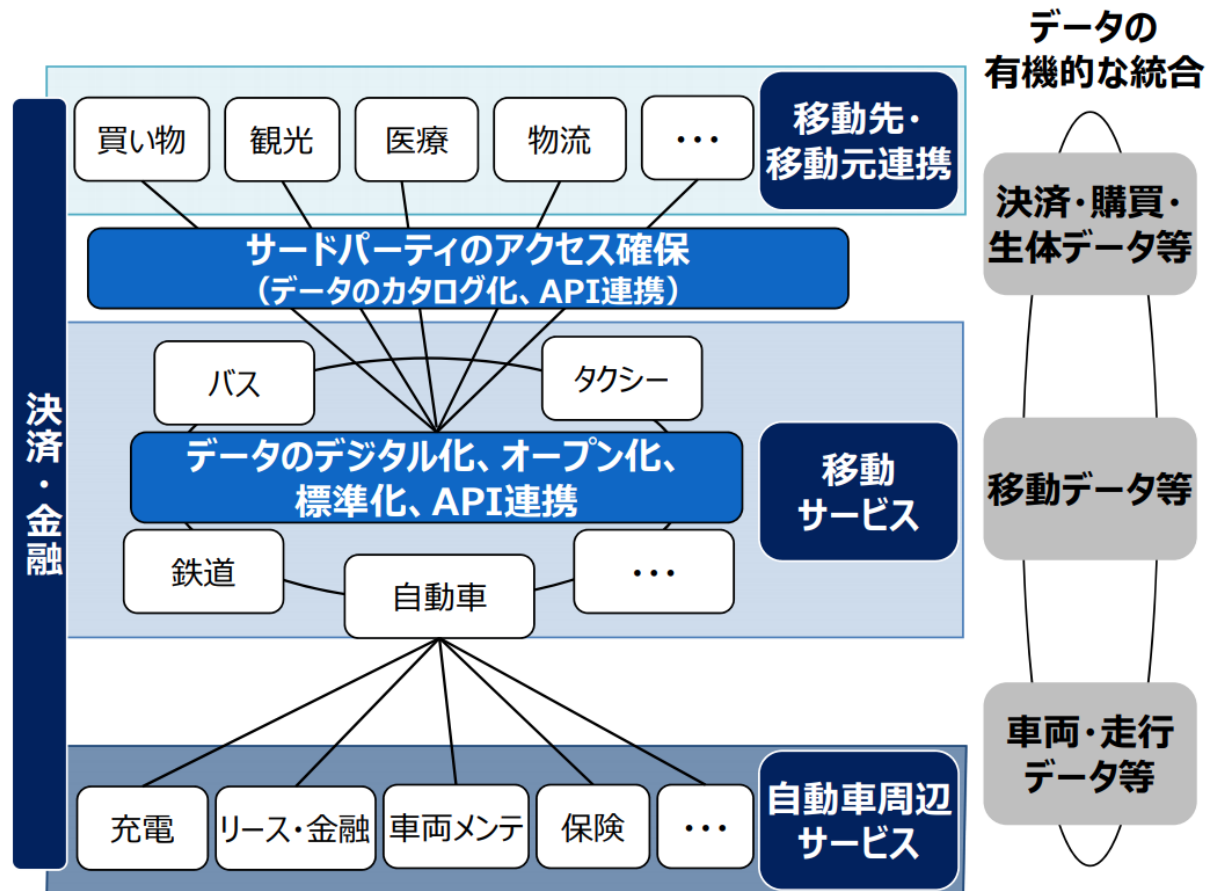 データの
有機的な統合
買い物
観光
医療
物流
・・・
移動先・
移動元連携
決済・購買・
生体データ等
サードパーティのアクセス確保
（データのカタログ化、API連携）
決済・金融
バス
タクシー
データのデジタル化、オープン化、
標準化、API連携
移動
サービス
移動データ等
鉄道
自動車
・・・
車両・走行
データ等
充電
リース・金融
車両メンテ
保険
・・・
自動車周辺
サービス